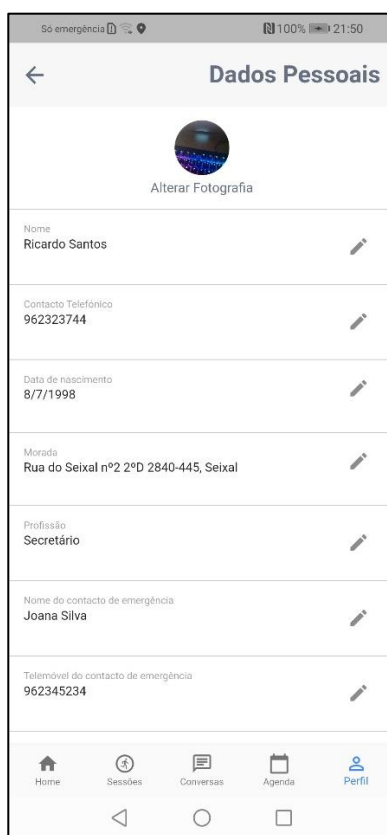 Só emergência
100% 21:50
Dados Pessoais
Alterar Fotografia
Nome
Ricardo Santos
Contacto Telefónico
962323744
Data de nascimento
8/7/1998
Morada
Rua do Seixal nº2 2ºD 2840-445, Seixal
Profissão
Secretário
Nome do contacto de emergência
Joana Silva
Telemóvel do contacto de emergência
962345234
Home Sessões Conversas Agenda Perfil